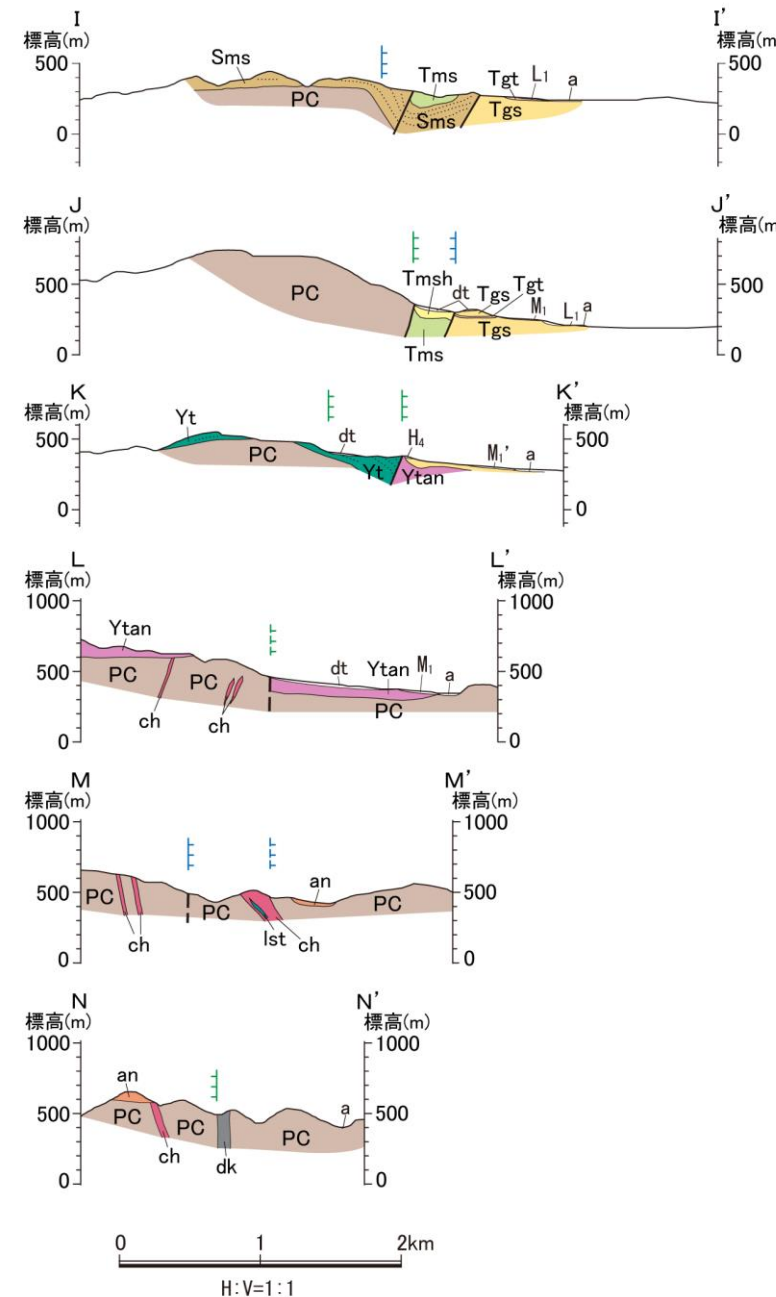 I I’
標高(m) 標高(m)
500 500
Sms Tms Tgt L1 a
PC Sms Tgs
0 0
J J’
標高(m) 標高(m)
500 500
PC Tmsh dt Tgs Tgt M1 L1 a
Tms Tgs
0 0
K K’
標高(m) 標高(m)
500 500
Yt dt H4 M1’ a
PC Yt Ytan
0 0
L L’
標高(m) 標高(m)
1000 1000
Ytan
500 dt Ytan M1 a 500
PC PC PC
ch ch
0 0
M M’
標高(m) 標高(m)
1000 1000
500 an 500
PC PC PC
ch lst ch
0 0
N N’
標高(m) 標高(m)
1000 1000
an
500 a 500
PC PC PC
ch dk
0 0
0 1 2km
H:V=1:1